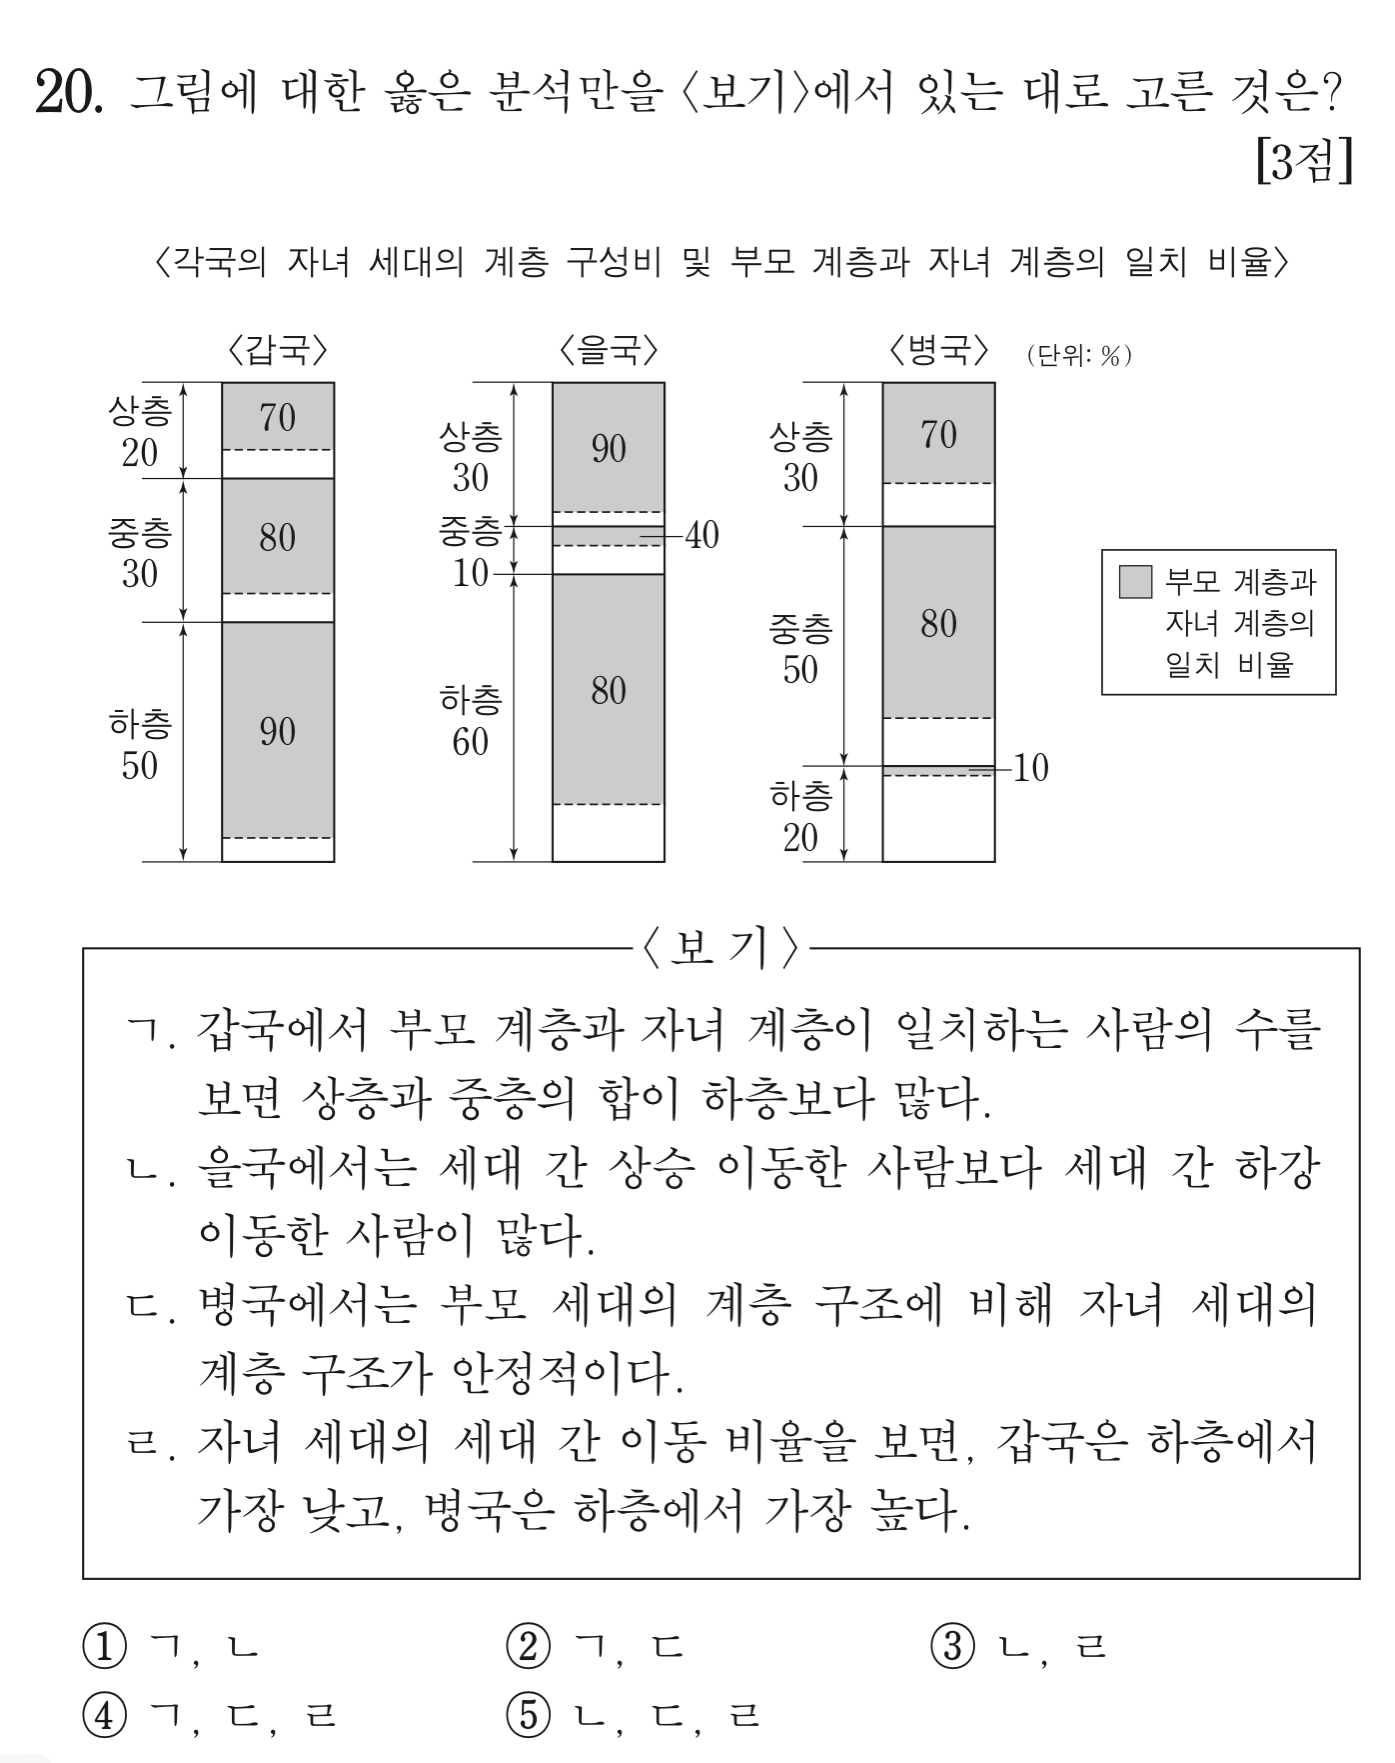 20. 그림에 대한 옳은 분석만을 〈보기〉에서 있는 대로 고른 것은?
[3점]
〈각국의 자녀 세대의 계층 구성비 및 부모 계층과 자녀 계층의 일치 비율〉
〈갑국〉 〈을국〉 〈병국〉 (단위: %)
상층
20
70
중층
30
80
하층
50
90
상층
30
90
중층
10
40
하층
60
80
상층
30
70
중층
50
80
하층
20
10
부모 계층과
자녀 계층의
일치 비율
〈보기〉
ㄱ. 갑국에서 부모 계층과 자녀 계층이 일치하는 사람의 수를
보면 상층과 중층의 합이 하층보다 많다.
ㄴ. 을국에서는 세대 간 상승 이동한 사람보다 세대 간 하강
이동한 사람이 많다.
ㄷ. 병국에서는 부모 세대의 계층 구조에 비해 자녀 세대의
계층 구조가 안정적이다.
ㄹ. 자녀 세대의 세대 간 이동 비율을 보면, 갑국은 하층에서
가장 낮고, 병국은 하층에서 가장 높다.
① ㄱ, ㄴ ② ㄱ, ㄷ ③ ㄴ, ㄹ
④ ㄱ, ㄷ, ㄹ ⑤ ㄴ, ㄷ, ㄹ